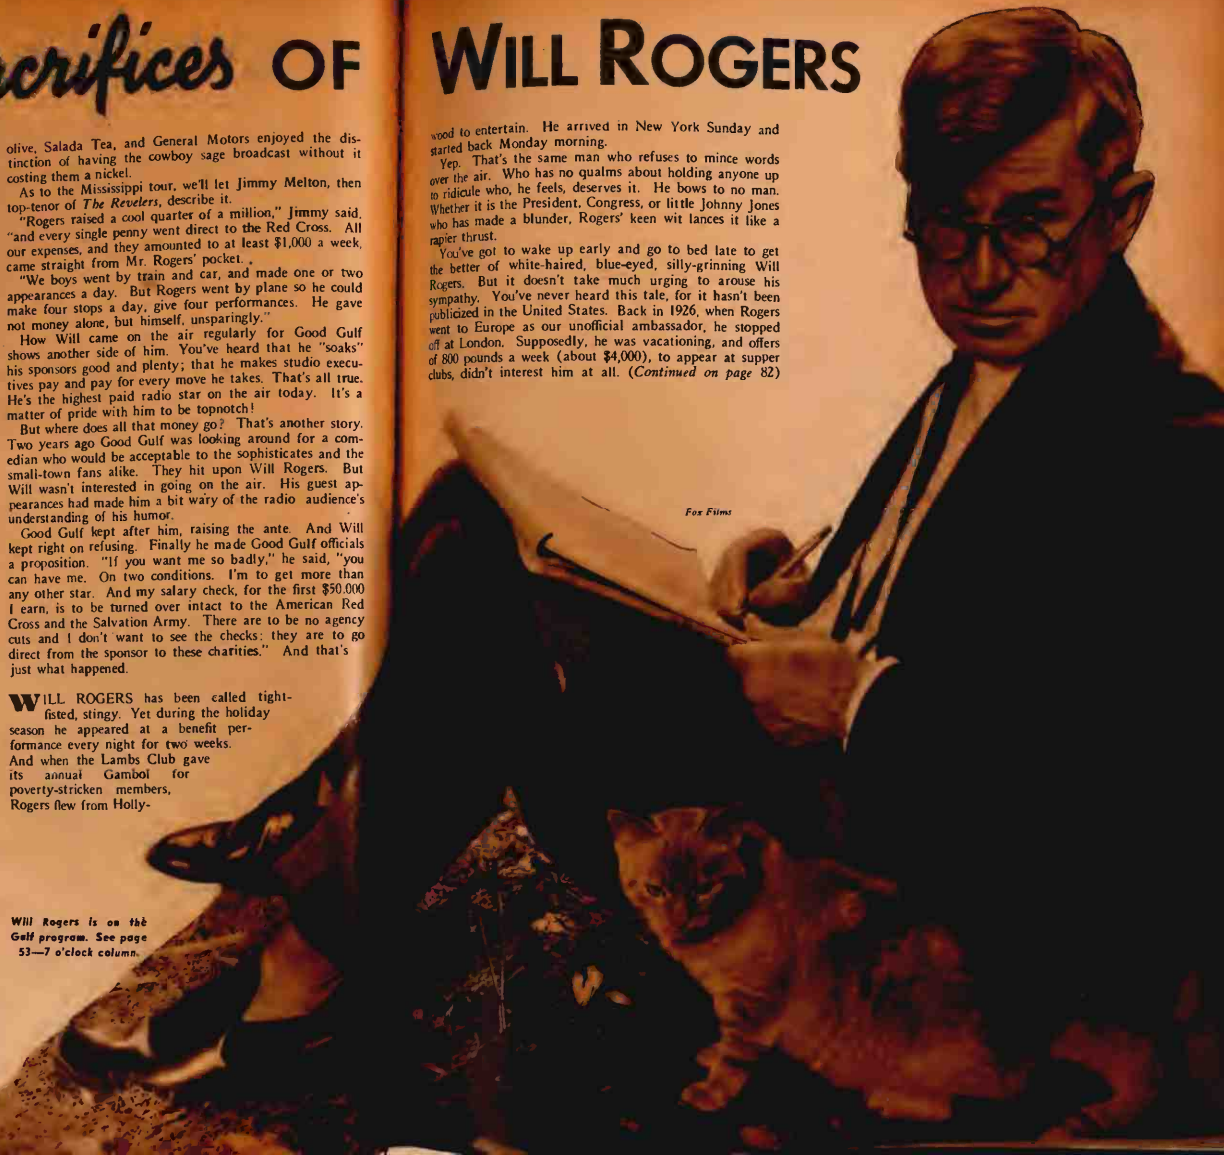 crifices OF WILL ROGERS
olive, Salada Tea, and General Motors enjoyed the dis-
tinction of having the cowboy sage broadcast without it
costing them a nickel.
As to the Mississippi tour, we'll let Jimmy Melton, then
top-tenor of The Revelers, describe it.
"Rogers raised a cool quarter of a million," Jimmy said,
"and every single penny went direct to the Red Cross. All
our expenses, and they amounted to at least $1,000 a week,
came straight from Mr. Rogers' pocket.
"We boys went by train and car, and made one or two
appearances a day. But Rogers went by plane so he could
make four stops a day, give four performances. He gave
not money alone, but himself, unsparingly."
How Will came on the air regularly for Good Gulf
shows another side of him. You've heard that he "soaks"
his sponsors good and plenty; that he makes studio execu-
tives pay and pay for every move he takes. That's all true.
He's the highest paid radio star on the air today. It's a
matter of pride with him to be topnotch!
But where does all that money go? That's another story.
Two years ago Good Gulf was looking around for a com-
edian who would be acceptable to the sophisticates and the
small-town fans alike. They hit upon Will Rogers. But
Will wasn't interested in going on the air. His guest ap-
pearances had made him a bit wary of the radio audience's
understanding of his humor.
Good Gulf kept after him, raising the ante. And Will
kept right on refusing. Finally he made Good Gulf officials
a proposition. "If you want me so badly," he said, "you
can have me. On two conditions. I'm to get more than
any other star. And my salary check, for the first $50.000
I earn, is to be turned over intact to the American Red
Cross and the Salvation Army. There are to be no agency
cuts and I don't want to see the checks: they are to go
direct from the sponsor to these charities." And that's
just what happened.
WILL ROGERS has been called tight-
fisted, stingy. Yet during the holiday
season he appeared at a benefit per-
formance every night for two weeks.
And when the Lambs Club gave
its annual Gambol for
poverty-stricken members,
Rogers flew from Holly-
Will Rogers is on the
Gulf program. See page
53—7 o'clock column.
wood to entertain. He arrived in New York Sunday and
started back Monday morning.
Yep. That's the same man who refuses to mince words
over the air. Who has no qualms about holding anyone up
to ridicule who, he feels, deserves it. He bows to no man.
Whether it is the President, Congress, or little Johnny Jones
who has made a blunder, Rogers' keen wit lances it like a
rapier thrust.
You've got to wake up early and go to bed late to get
the better of white-haired, blue-eyed, silly-grinning Will
Rogers. But it doesn't take much urging to arouse his
sympathy. You've never heard this tale, for it hasn't been
publicized in the United States. Back in 1926, when Rogers
went to Europe as our unofficial ambassador, he stopped
off at London. Supposedly, he was vacationing, and offers
of 800 pounds a week (about $4,000), to appear at supper
clubs, didn't interest him at all. (Continued on page 82)
Fox Films